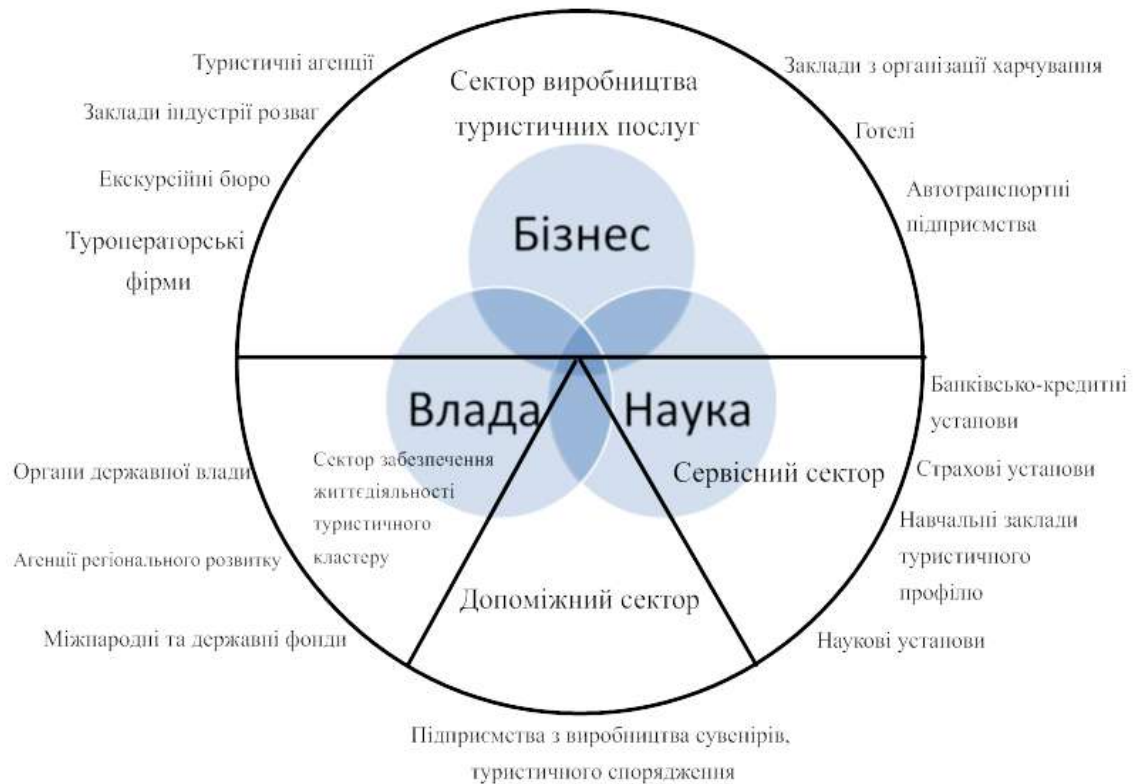 Туристичні агенції
Заклади індустрії розваг
Екскурсійні бюро
Туроператорські
фірми
Сектор виробництва
туристичних послуг
Заклади з організації харчування
Готелі
Автотранспортні
підприємства
Бізнес
Влада
Наука
Органи державної влади
Агенції регіонального розвитку
Міжнародні та державні фонди
Сектор забезпечення
життєдіяльності
туристичного
кластеру
Допоміжний сектор
Сервісний сектор
Банківсько-кредитні
установи
Страхові установи
Навчальні заклади
туристичного
профілю
Наукові установи
Підприємства з виробництва сувенірів,
туристичного спорядження